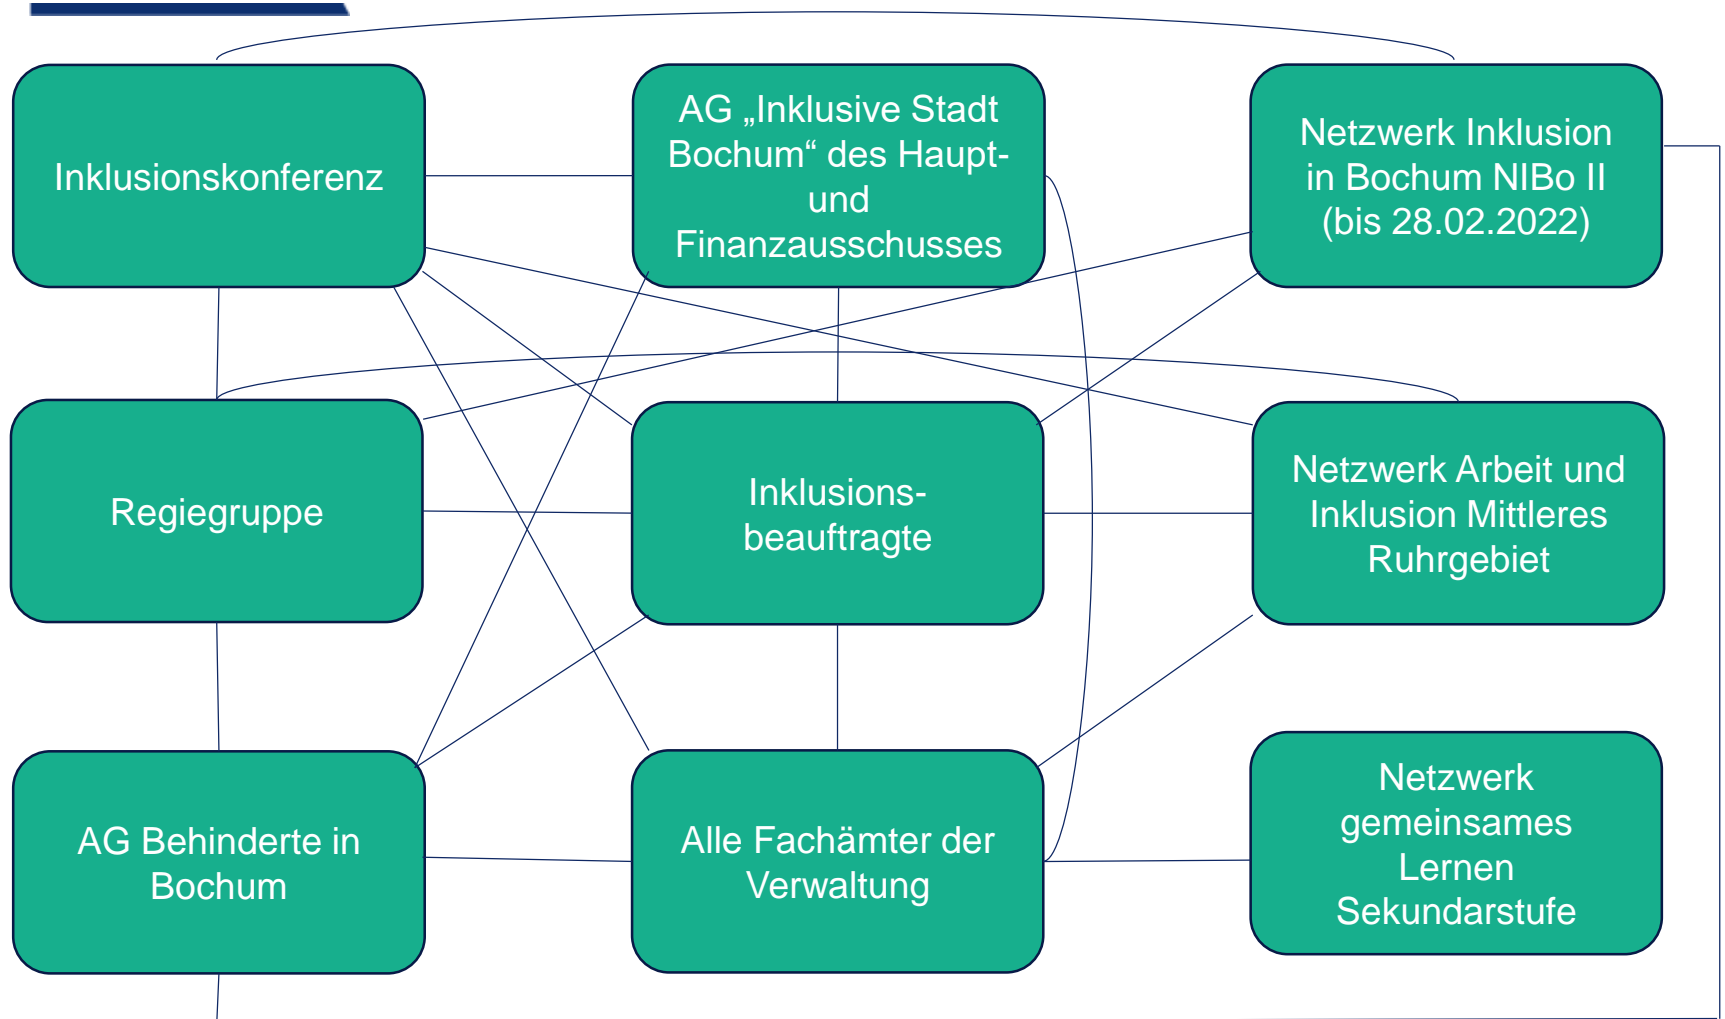 Inklusionskonferenz
AG „Inklusive Stadt
Bochum“ des Haupt-
und
Finanzausschusses
Netzwerk Inklusion
in Bochum NIBo II
(bis 28.02.2022)
Regiegruppe
Inklusions-
beauftragte
Netzwerk Arbeit und
Inklusion Mittleres
Ruhrgebiet
AG Behinderte in
Bochum
Alle Fachämter der
Verwaltung
Netzwerk
gemeinsames
Lernen
Sekundarstufe